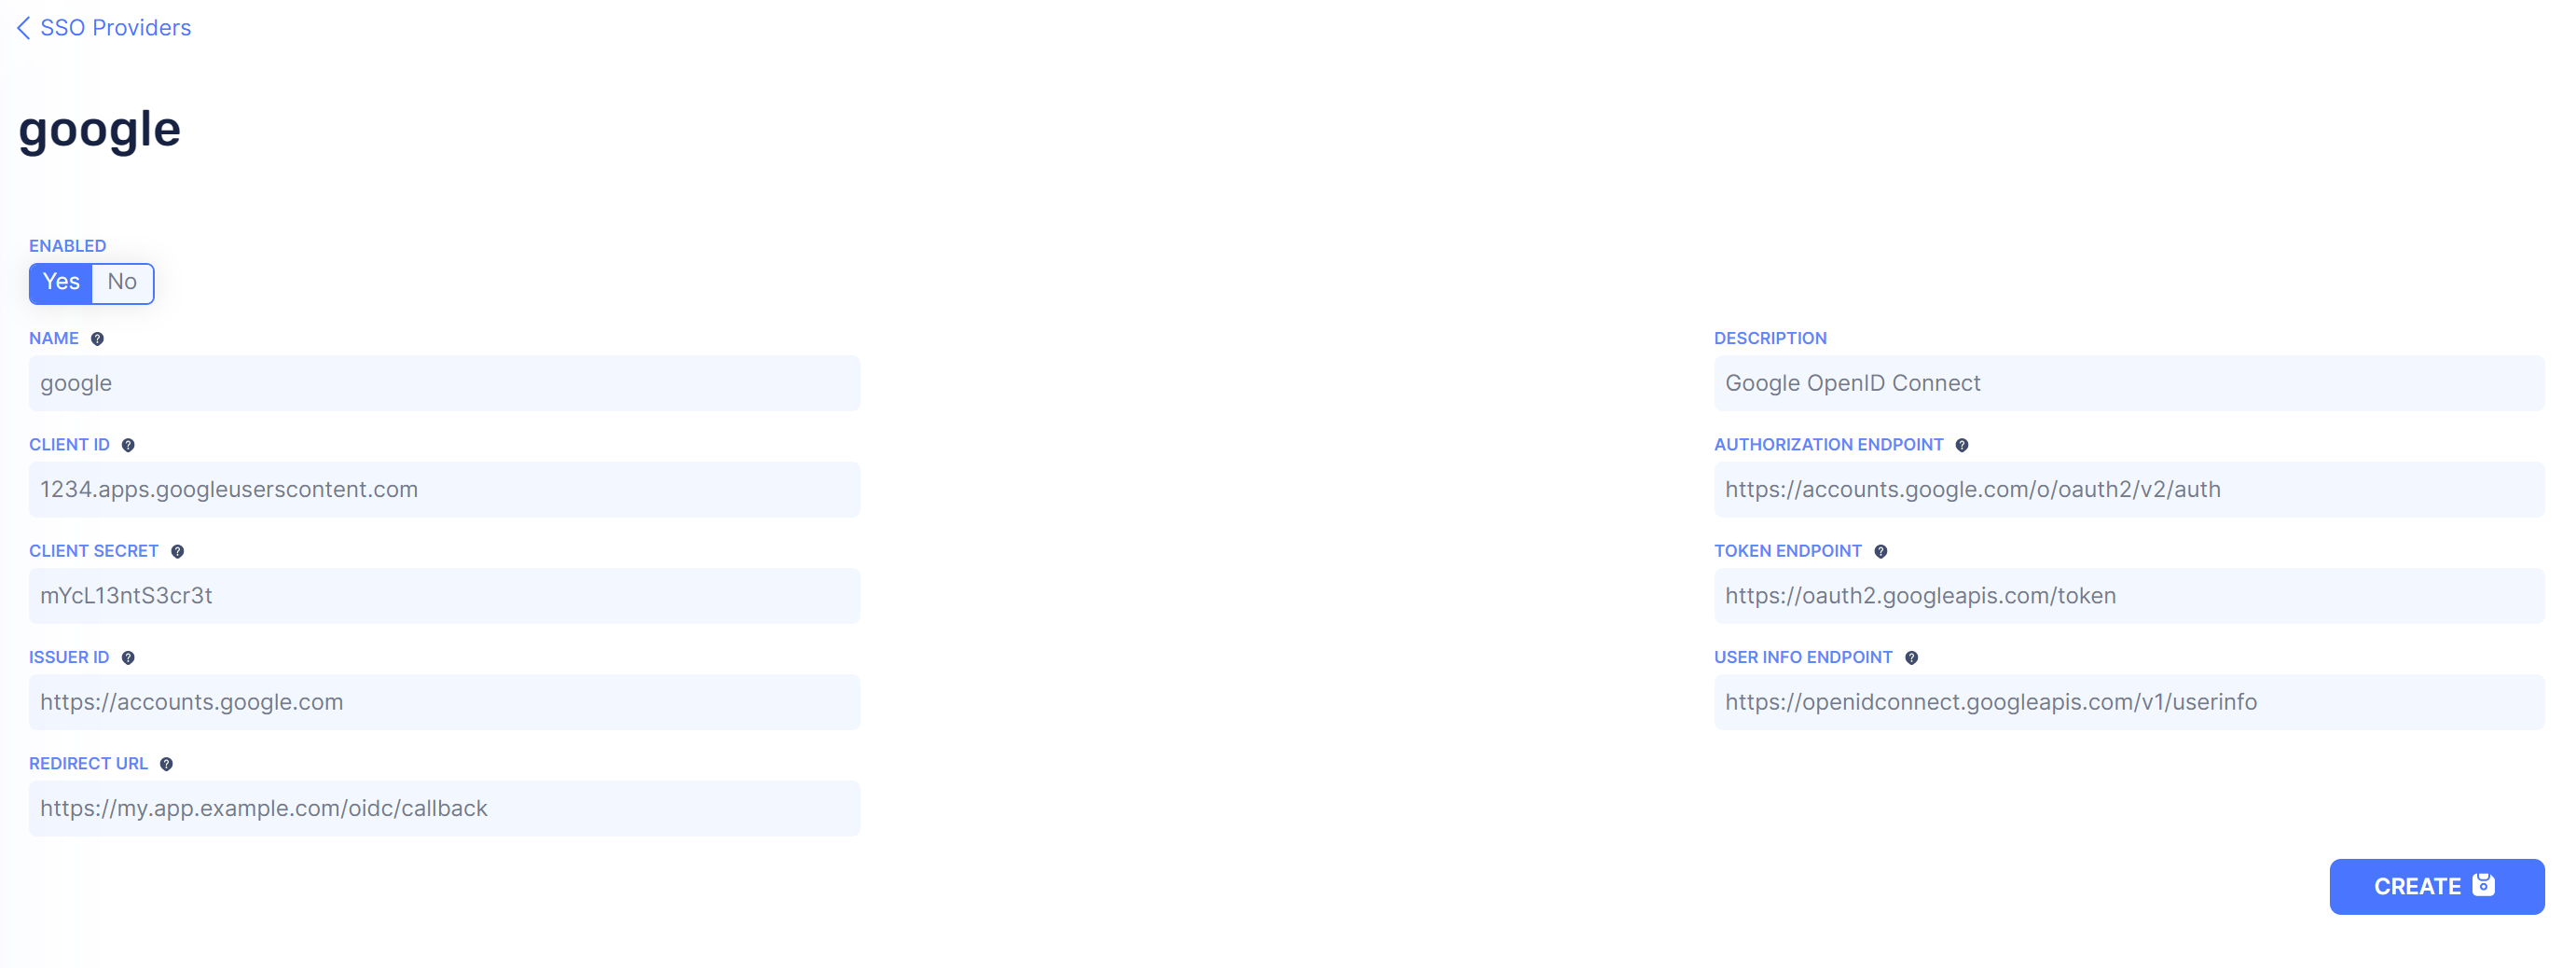 SSO Providers
google
ENABLED
Yes No
NAME
google
DESCRIPTION
Google OpenID Connect
CLIENT ID
1234.apps.googleuserscontent.com
AUTHORIZATION ENDPOINT
https://accounts.google.com/o/oauth2/v2/auth
CLIENT SECRET
mYcL13ntS3cr3t
TOKEN ENDPOINT
https://oauth2.googleapis.com/token
ISSUER ID
https://accounts.google.com
USER INFO ENDPOINT
https://openidconnect.googleapis.com/v1/userinfo
REDIRECT URL
https://my.app.example.com/oidc/callback
CREATE